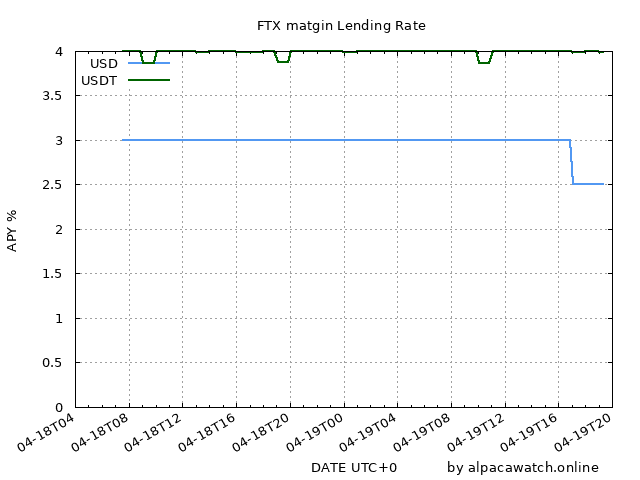 FTX matgin Lending Rate
USD
USDT
4
3.5
3
2.5
2
1.5
1
0.5
0
APY %
04-18T04
04-18T08
04-18T12
04-18T16
04-18T20
04-19T00
04-19T04
04-19T08
04-19T12
04-19T16
04-19T20
DATE UTC+0
by alpacawatch.online